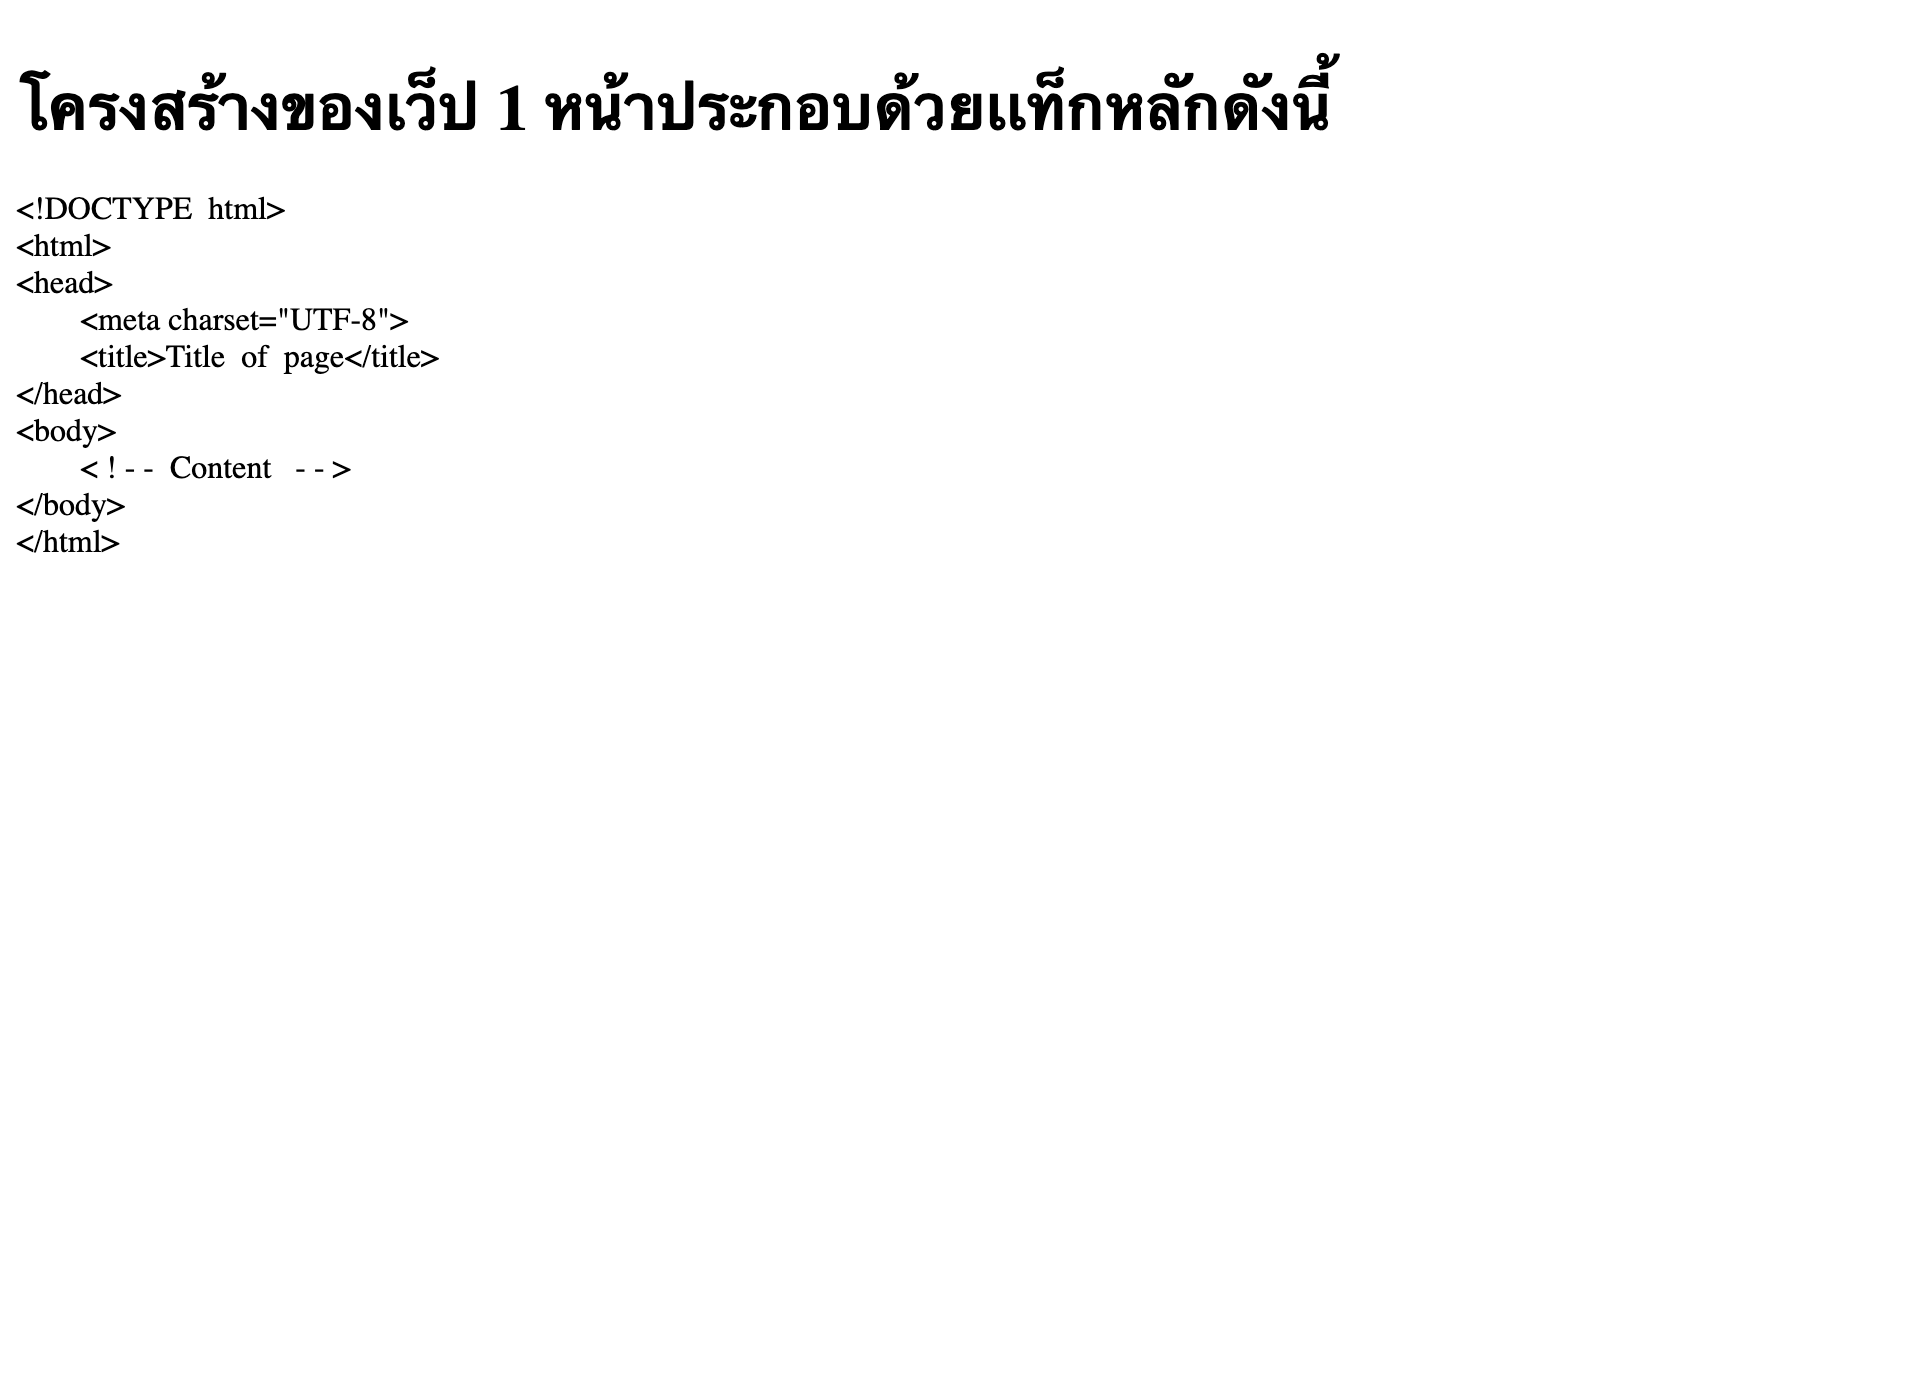 โครงสร้างของเว็ป 1 หน้าประกอบด้วยแท็กหลักดังนี้
<!DOCTYPE  html>
<html>
<head>
        <meta charset="UTF-8">
        <title>Title  of  page</title>
</head>
<body>
        < ! - -  Content   - - >
</body>
</html>